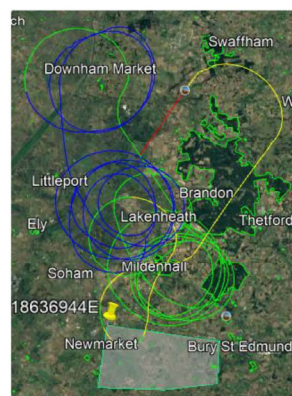 ch
Swaffham
Downham Market
W
Littleport
Brandon
Lakenheath
Thetford
Ely
Mildenhall
Soham
18636944E
Newmarket
Bury St Edmund